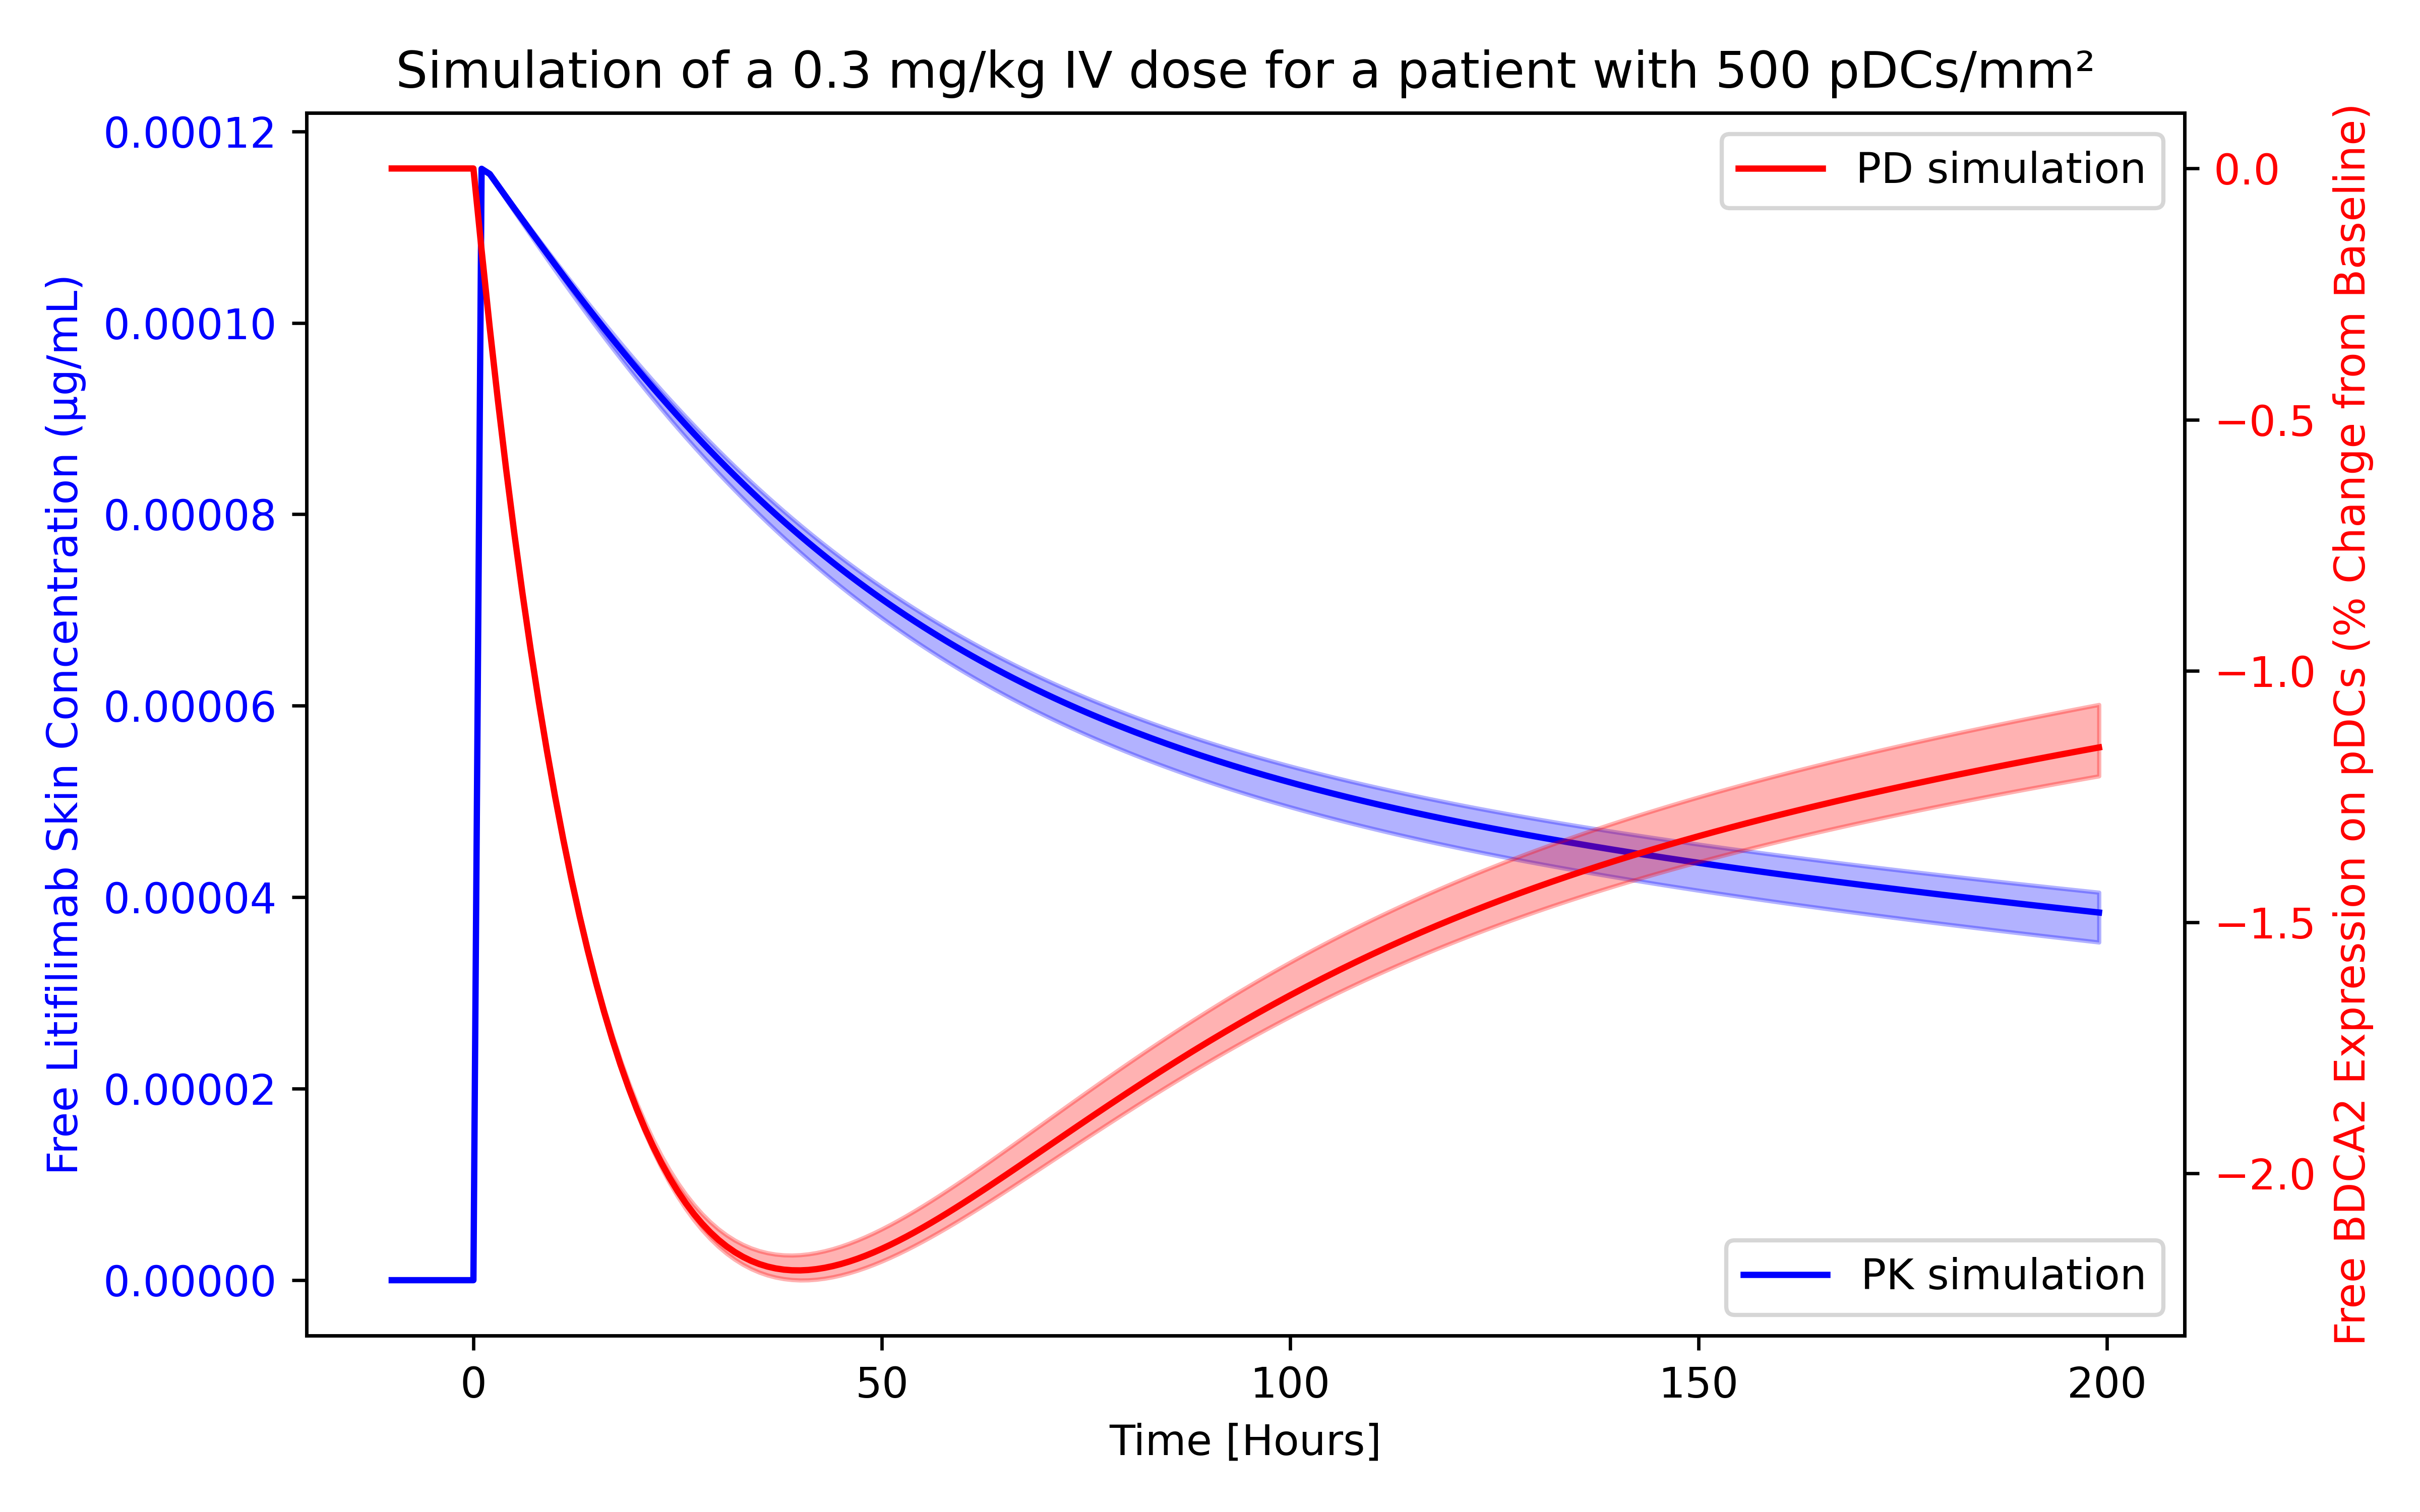 Simulation of a 0.3 mg/kg IV dose for a patient with 500 pDCs/mm²
Free Litifilimab Skin Concentration (µg/mL)
0.00012
0.00010
0.00008
0.00006
0.00004
0.00002
0.00000
PD simulation
PK simulation
0.0
−0.5
−1.0
−1.5
−2.0
Free BDCA2 Expression on pDCs (% Change from Baseline)
0
50
100
150
200
Time [Hours]